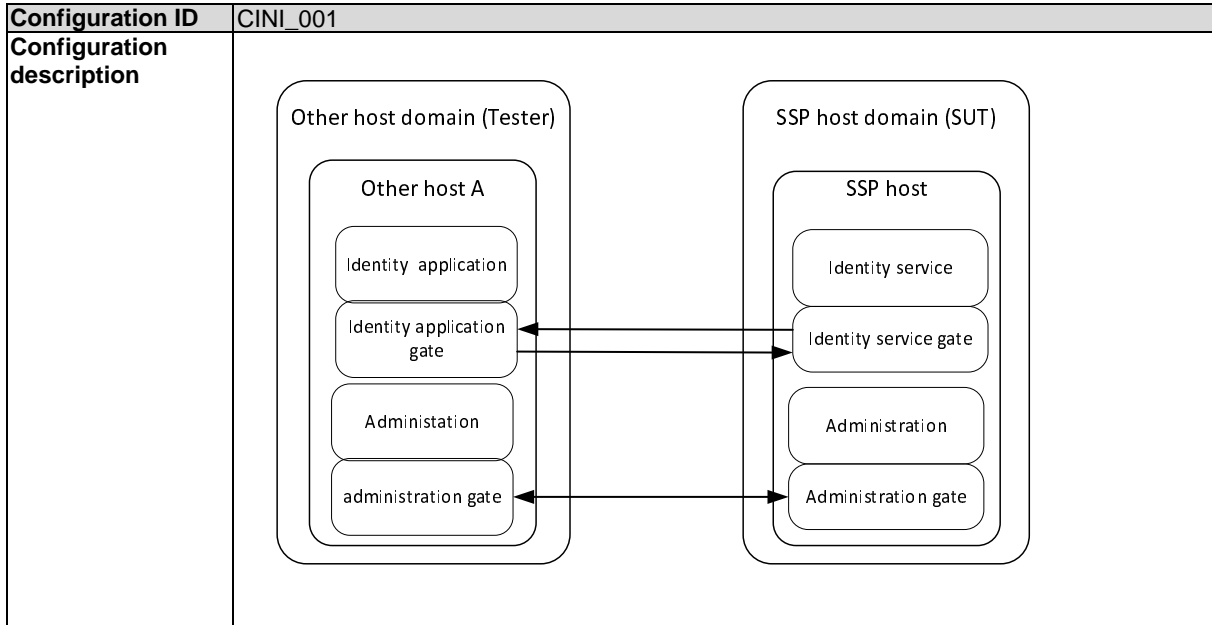 Configuration ID CINI_001
Configuration
description
Other host domain (Tester) SSP host domain (SUT)
Other host A SSP host
Identity application Identity service
Identity application
gate Identity service gate
Administation Administration
administration gate Administration gate